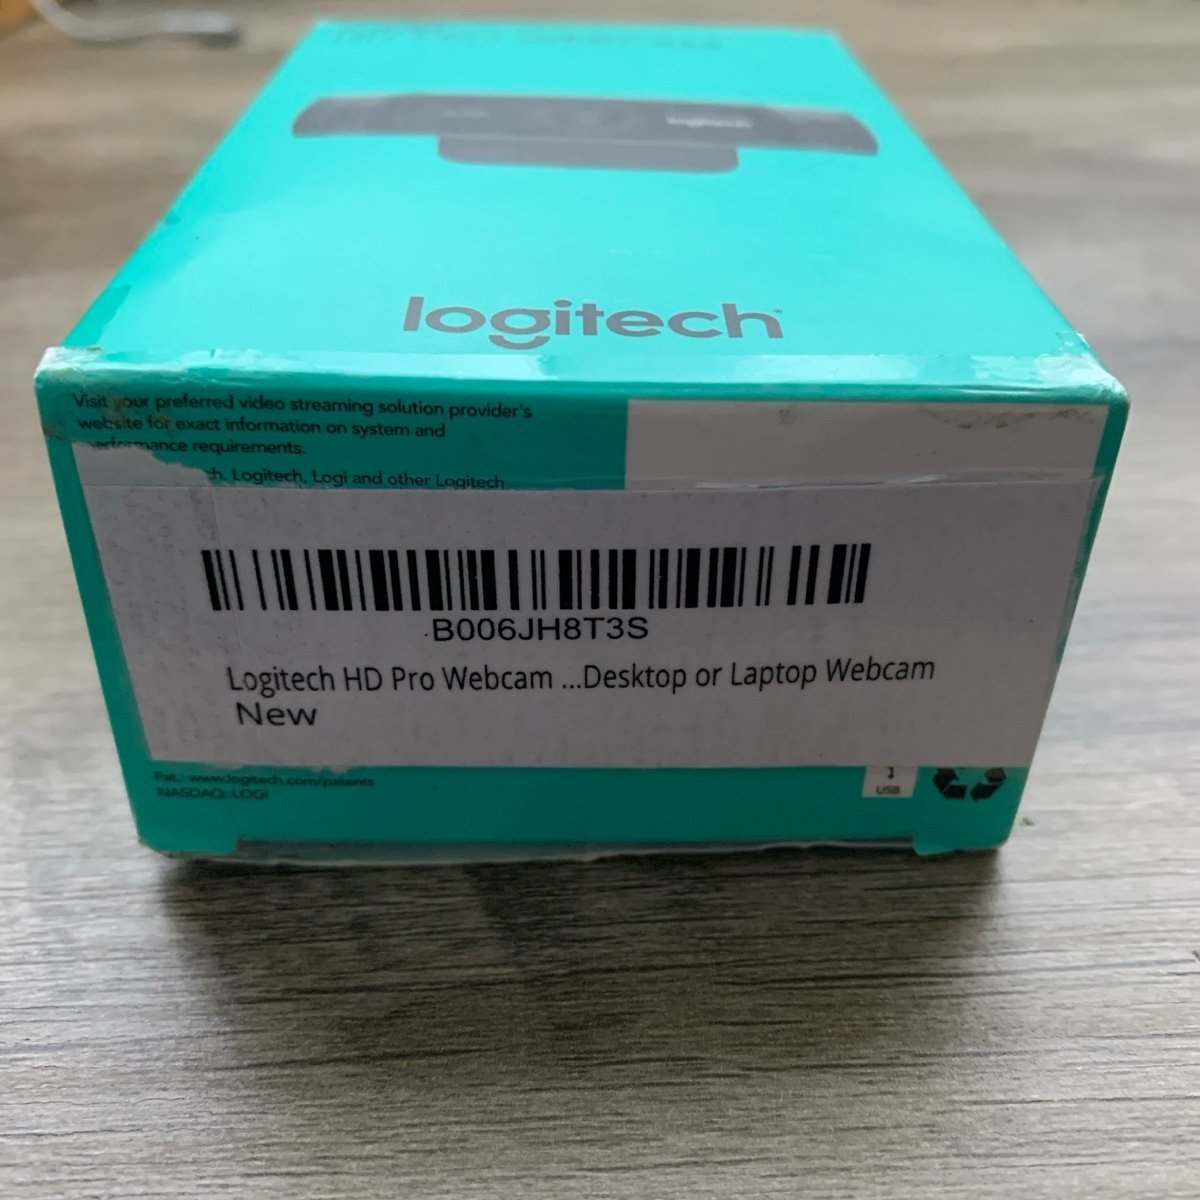 logitech
logitech
Visit your preferred video streaming solution provider's
website for exact information on system and
performance requirements.
Logitech, Logi and other Logitech
B006JH8T3S
Logitech HD Pro Webcam ...Desktop or Laptop Webcam
New
Pat.: www.logitech.com/patents
NASDAQ: LOGI
USB